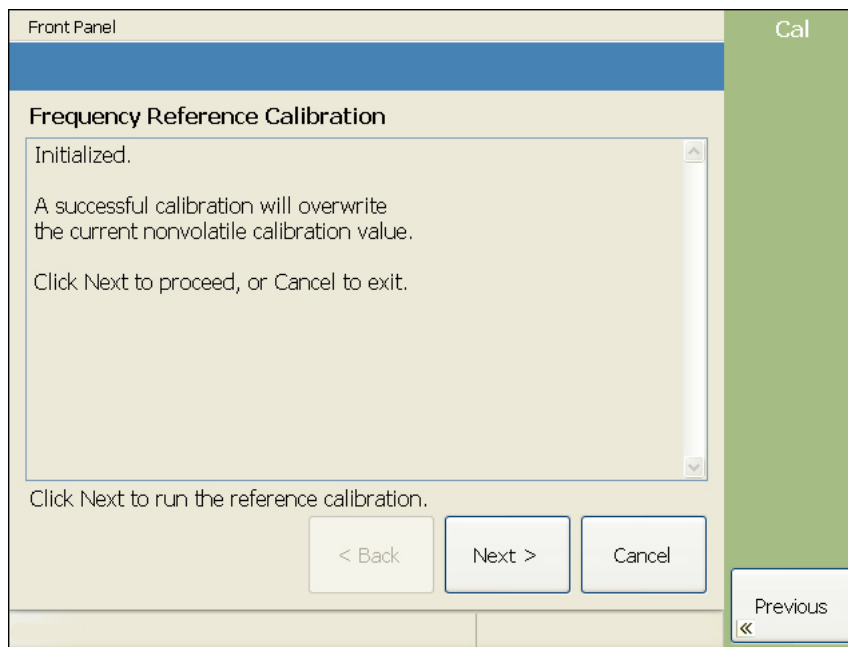 Front Panel
Cal
Frequency Reference Calibration
Initialized.
A successful calibration will overwrite
the current nonvolatile calibration value.
Click Next to proceed, or Cancel to exit.
Click Next to run the reference calibration.
< Back
Next >
Cancel
Previous